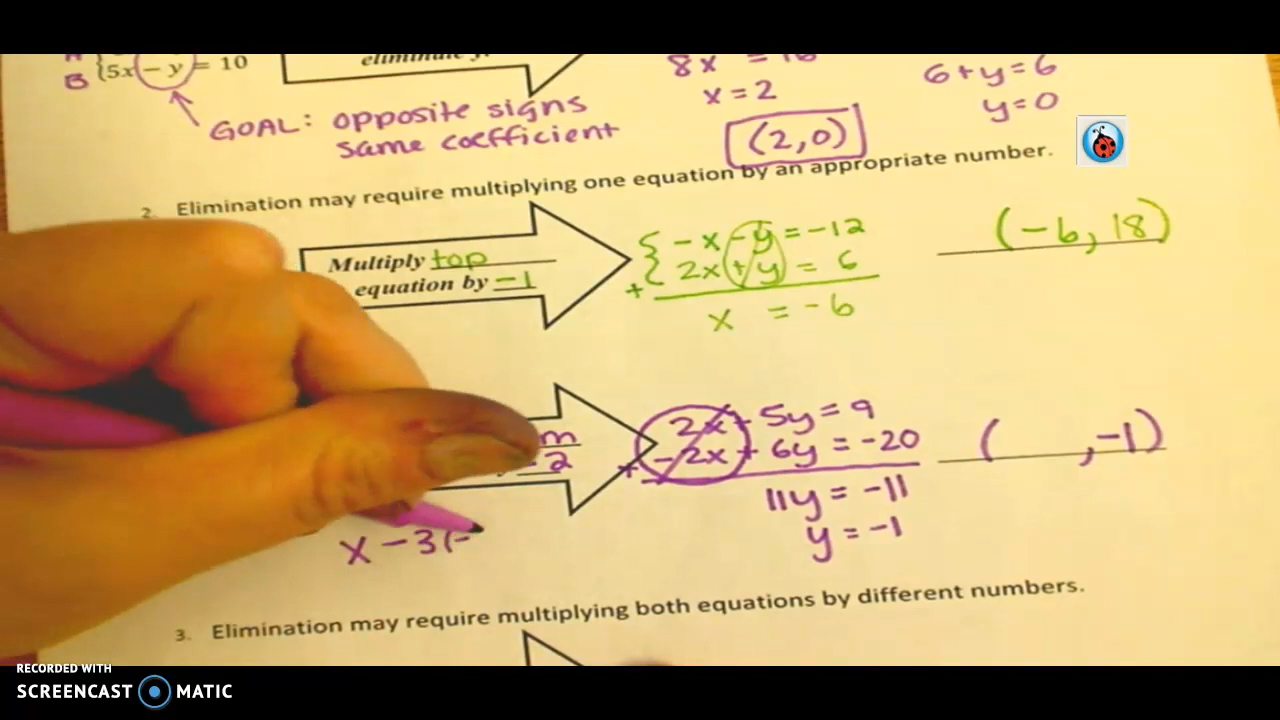 B {5x - y = 10
8x = 16
x = 2
6 + y = 6
y = 0
GOAL: opposite signs
same coefficient
(2,0)
2. Elimination may require multiplying one equation by an appropriate number.
Multiply top
equation by -1
{ -x - y = -12
2x + y = 6
+
x = -6
(-6, 18)
m
-2
2x + 5y = 9
+ -2x + 6y = -20
11y = -11
y = -1
( , -1)
x - 3(-
3. Elimination may require multiplying both equations by different numbers.
RECORDED WITH
SCREENCAST MATIC